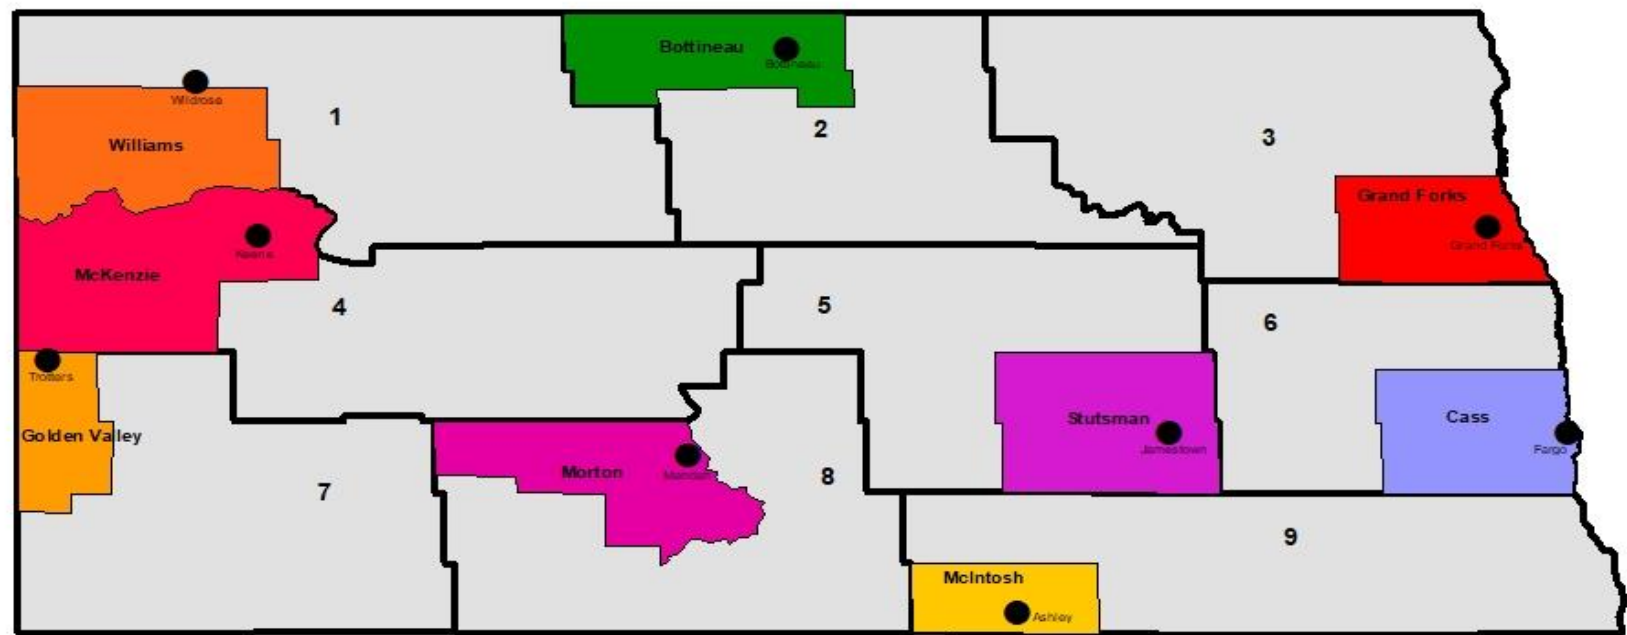 Bottineau
Bottineau
Wildrose
1
2
3
Williams
Grand Forks
Grand Forks
Keene
McKenzie
4
5
6
Trotters
Golden Valley
Stutsman
Cass
Jamestown
Fargo
Morton
Mandan
7
8
9
McIntosh
Ashley